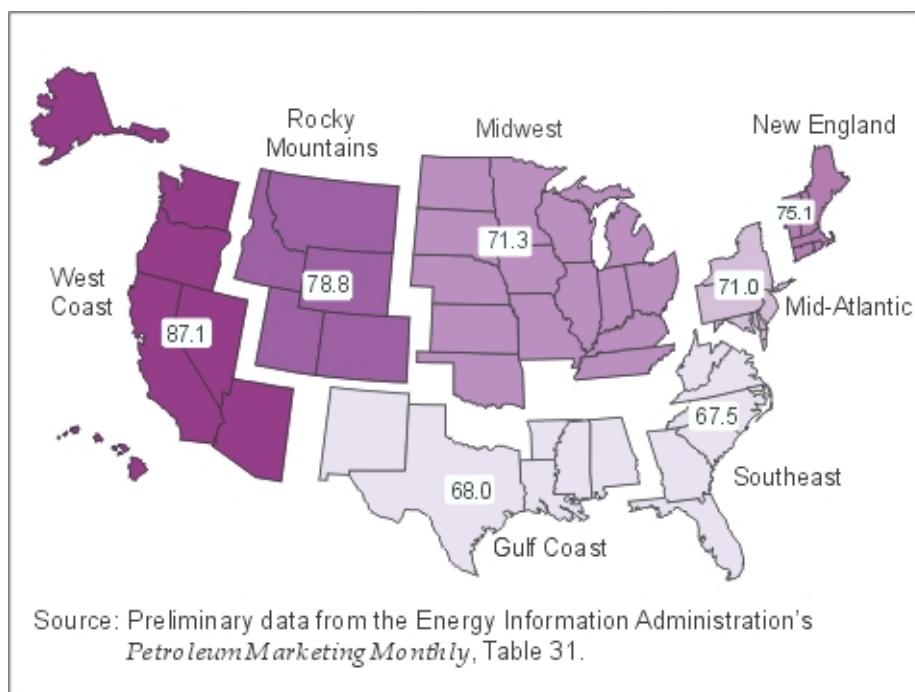 Rocky
Mountains
Midwest
New England
75.1
71.3
West
Coast
78.8
71.0
Mid-Atlantic
87.1
67.5
Southeast
68.0
Gulf Coast
Source: Preliminary data from the Energy Information Administration's
Petroleum Marketing Monthly, Table 31.